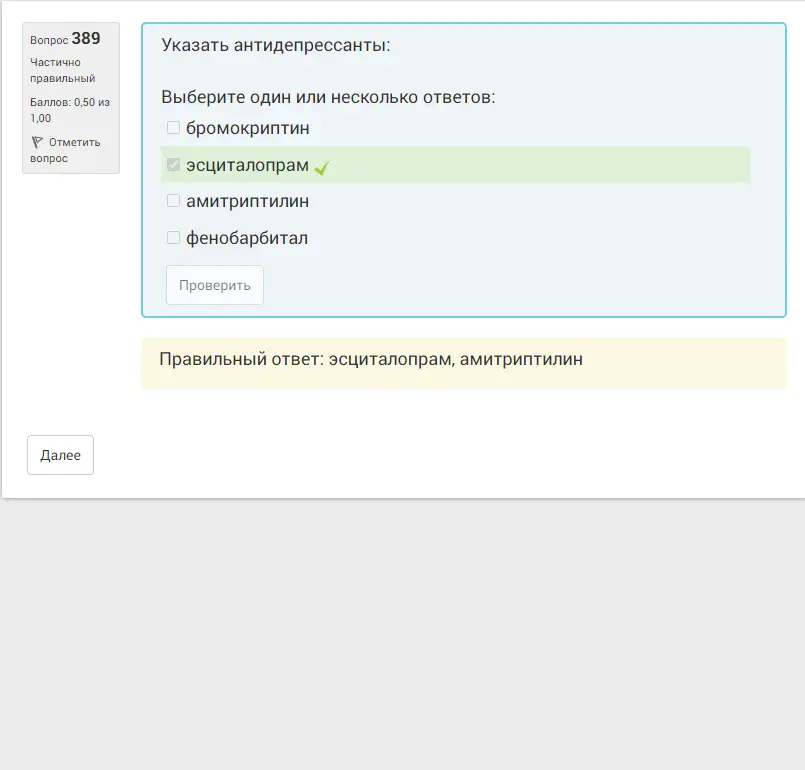 Вопрос 389
Частично
правильный
Баллов: 0,50 из
1,00
Отметить
вопрос
Указать антидепрессанты:
Выберите один или несколько ответов:
бромокриптин
эсциталопрам
амитриптилин
фенобарбитал
Проверить
Правильный ответ: эсциталопрам, амитриптилин
Далее